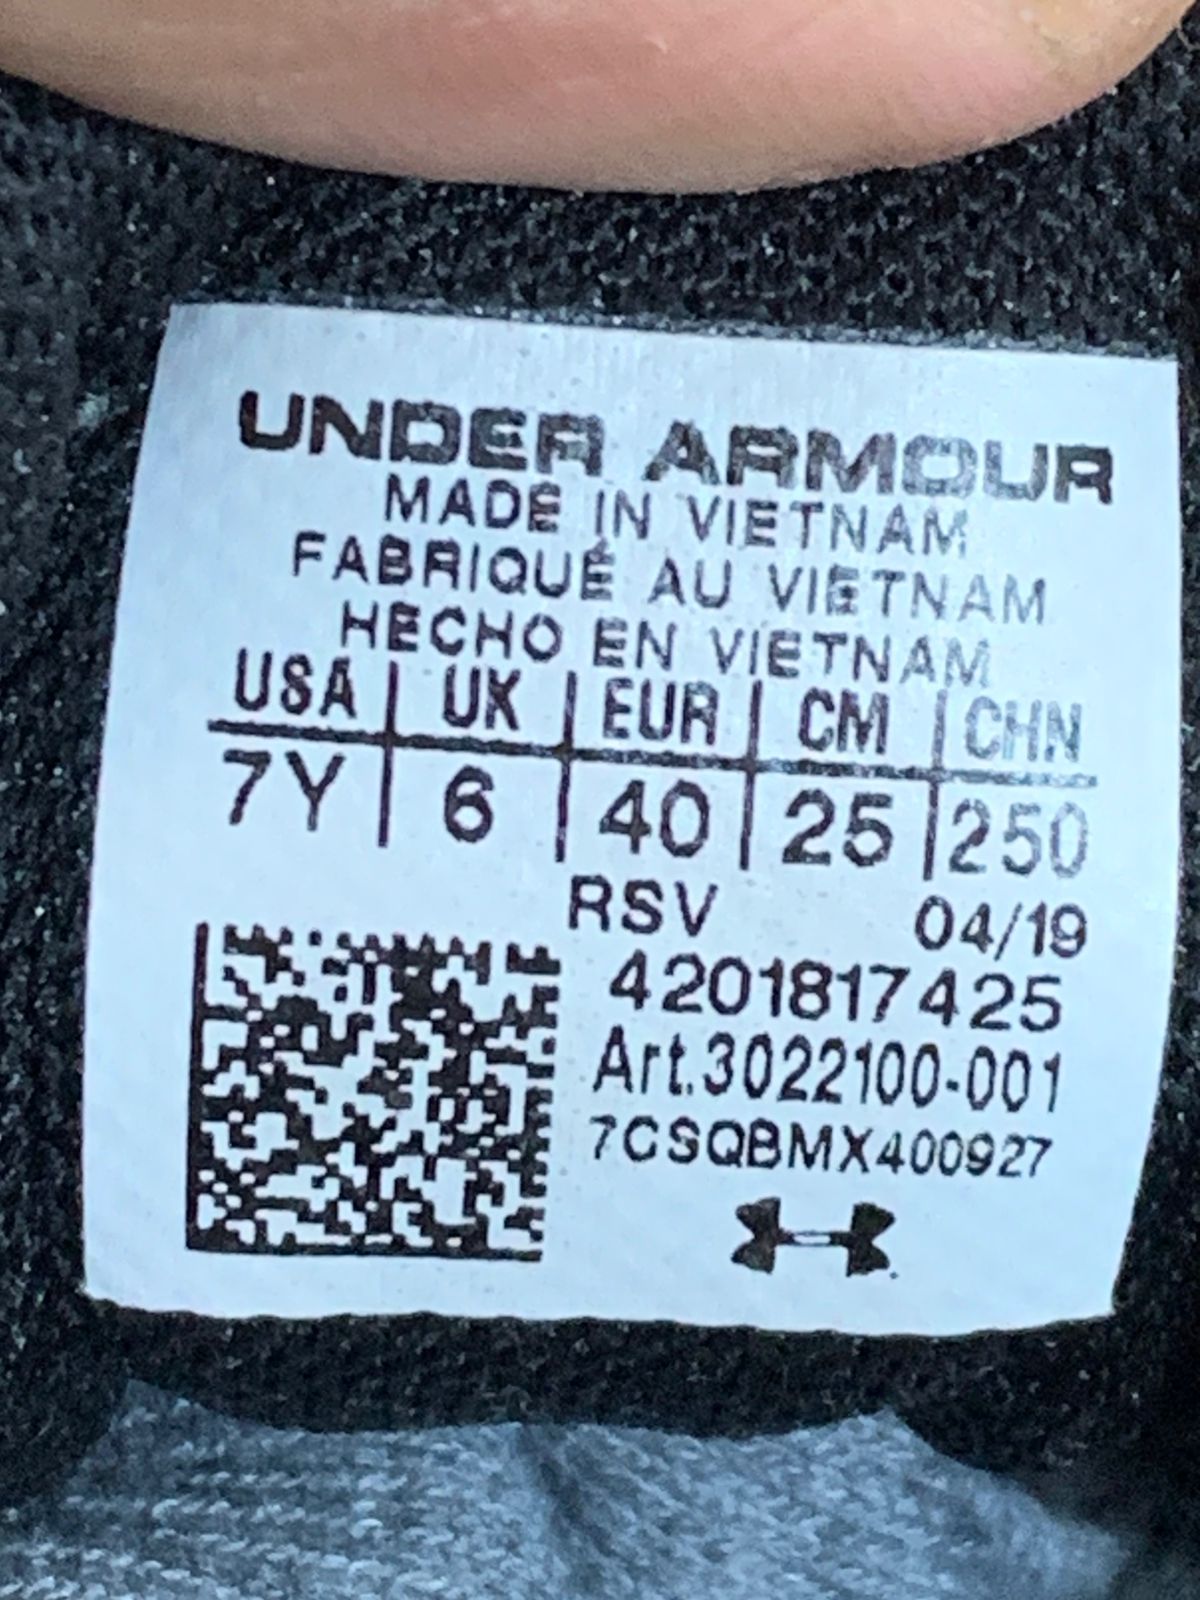 UNDER ARMOUR
MADE IN VIETNAM
FABRIQUÉ AU VIETNAM
HECHO EN VIETNAM
USA UK EUR CM CHN
7Y 6 40 25 250
RSV 04/19
4201817425
Art.3022100-001
7CSQBMX400927